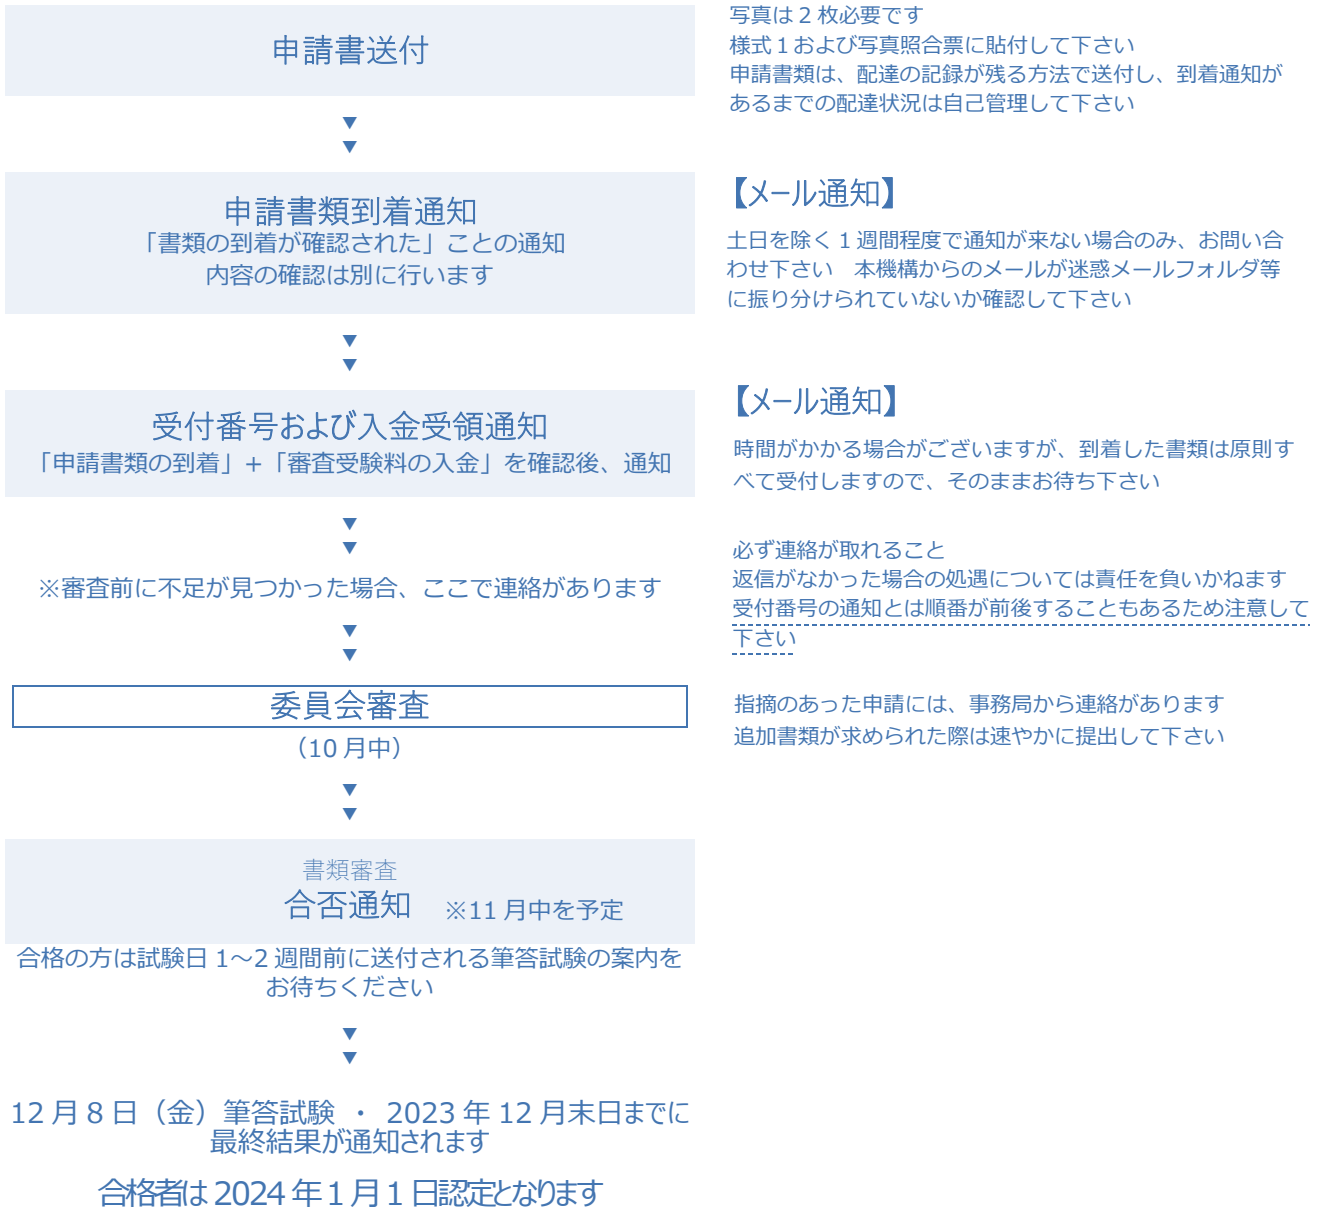 申請書送付
写真は 2 枚必要です
様式 1 および写真照合票に貼付して下さい
申請書類は、配達の記録が残る方法で送付し、到着通知が
あるまでの配達状況は自己管理して下さい
▼
▼
申請書類到着通知
「書類の到着が確認された」ことの通知
内容の確認は別に行います
【メール通知】
土日を除く 1 週間程度で通知が来ない場合のみ、お問い合
わせ下さい　本機構からのメールが迷惑メールフォルダ等
に振り分けられていないか確認して下さい
▼
▼
受付番号および入金受領通知
「申請書類の到着」+「審査受験料の入金」を確認後、通知
【メール通知】
時間がかかる場合がございますが、到着した書類は原則す
べて受付しますので、そのままお待ち下さい
▼
▼
※審査前に不足が見つかった場合、ここで連絡があります
必ず連絡が取れること
返信がなかった場合の処遇については責任を負いかねます
受付番号の通知とは順番が前後することもあるため注意して
下さい
▼
▼
委員会審査
（10 月中）
指摘のあった申請には、事務局から連絡があります
追加書類が求められた際は速やかに提出して下さい
▼
▼
書類審査
合否通知　※11 月中を予定
合格の方は試験日 1～2 週間前に送付される筆答試験の案内を
お待ちください
▼
▼
12 月 8 日（金）筆答試験 ・ 2023 年 12 月末日までに
最終結果が通知されます
合格者は 2024 年 1 月 1 日認定となります